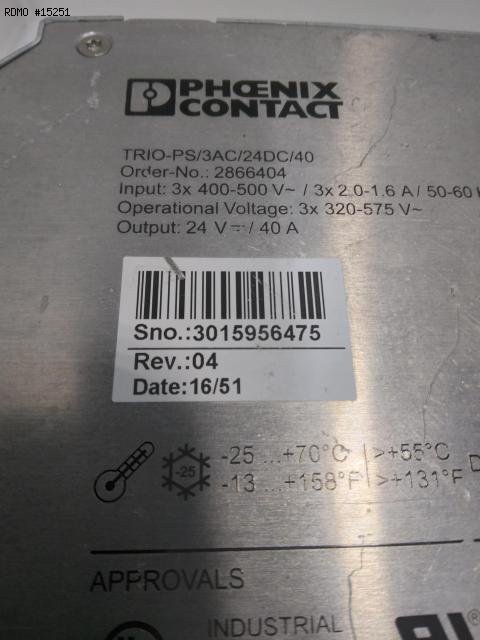 RDMO #15251
PHŒNIX
CONTACT
TRIO-PS/3AC/24DC/40
Order-No.: 2866404
Input: 3x 400-500 V~ / 3x 2.0-1.6 A / 50-60
Operational Voltage: 3x 320-575 V~
Output: 24 V ⎓ / 40 A
Sno.:3015956475
Rev.:04
Date:16/51
-25 -25 ...+70°C >+55°C
-13 ...+158°F >+131°F
APPROVALS
INDUSTRIAL